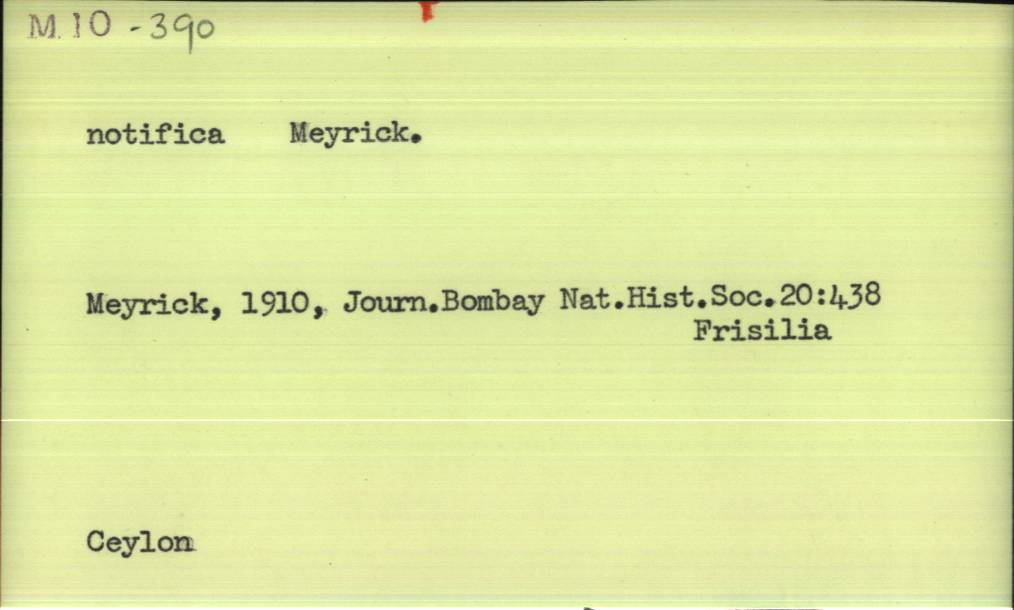 M.10 -390
notifica Meyrick.
Meyrick, 1910, Journ.Bombay Nat.Hist.Soc.20:438
Frisilia
Ceylon